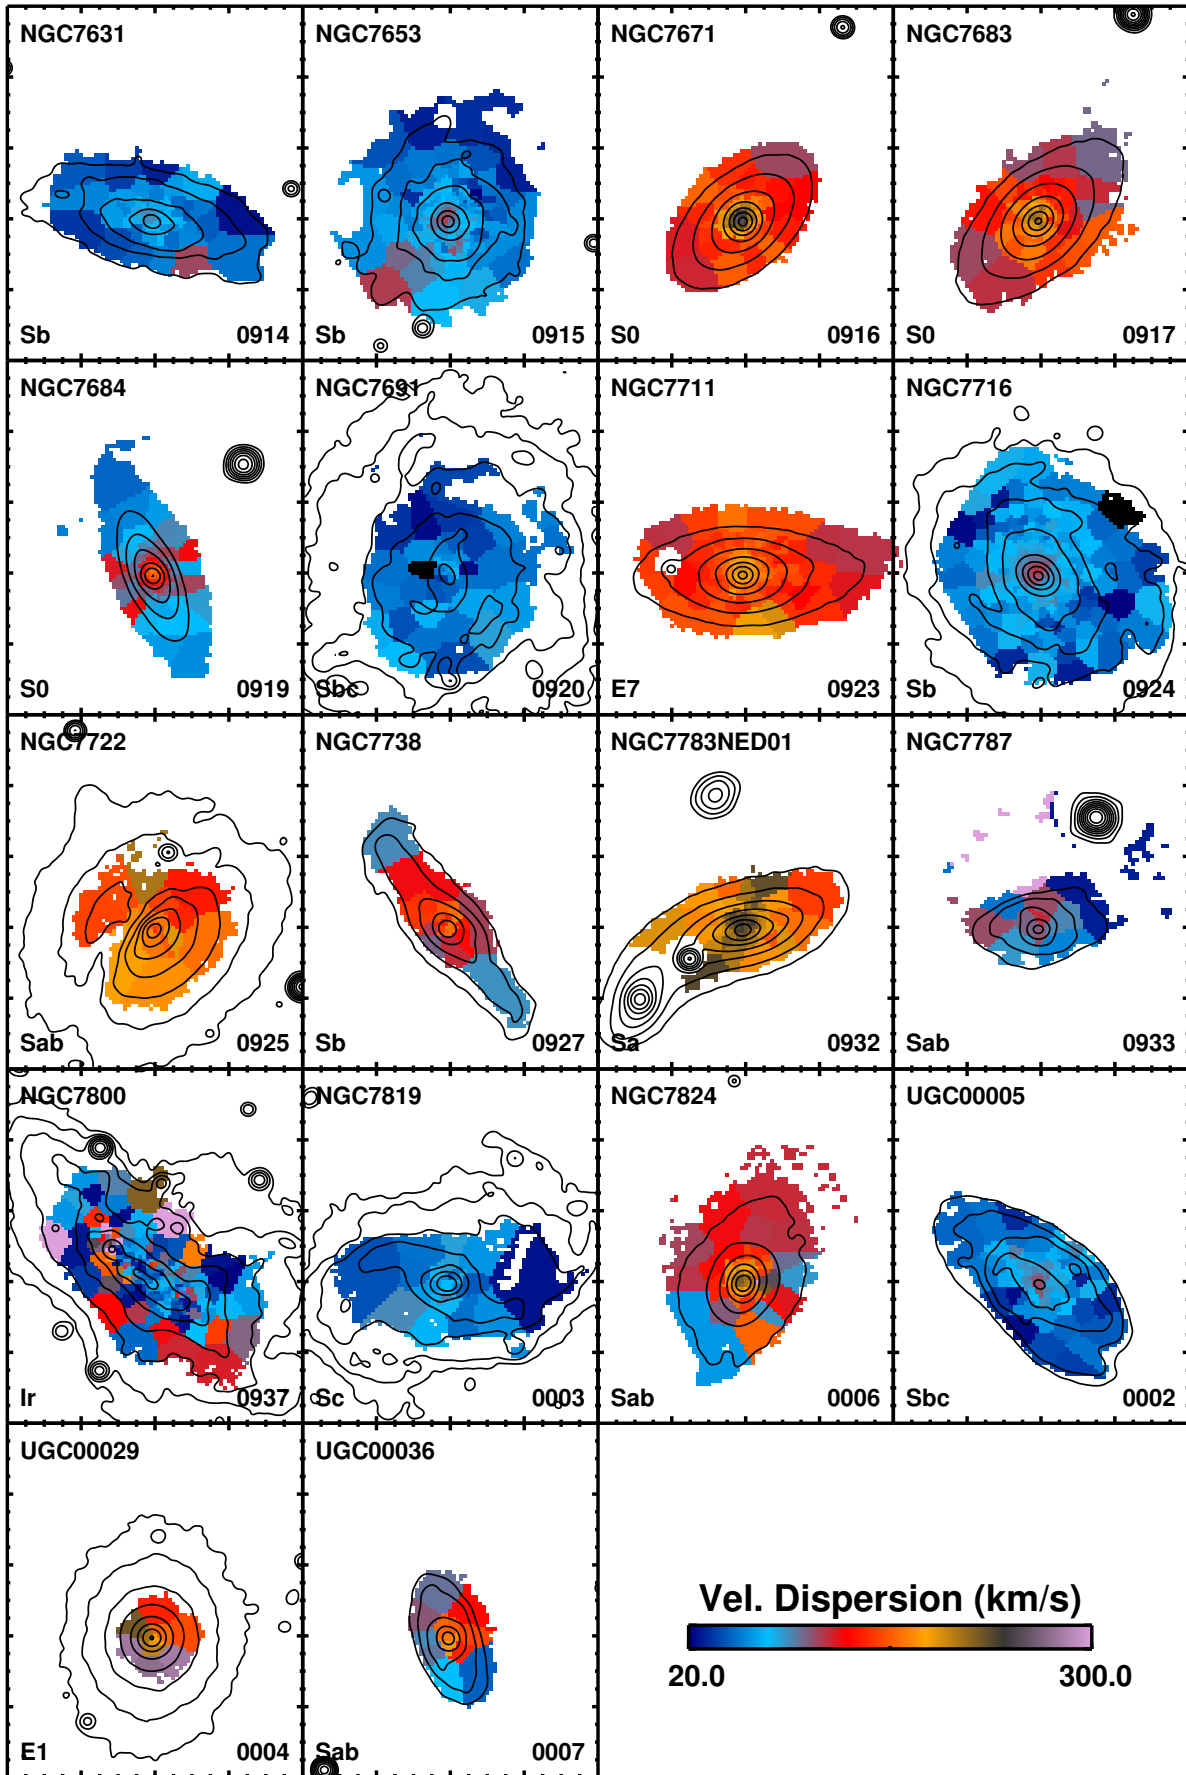 NGC7631 NGC7653 NGC7671 NGC7683
Sb 0914 Sb 0915 S0 0916 S0 0917
NGC7684 NGC7691 NGC7711 NGC7716
S0 0919 Sbc 0920 E7 0923 Sb 0924
NGC7722 NGC7738 NGC7783NED01 NGC7787
Sab 0925 Sb 0927 Sa 0932 Sab 0933
NGC7800 NGC7819 NGC7824 UGC00005
Ir 0937 Sc 0003 Sab 0006 Sbc 0002
UGC00029 UGC00036
Vel. Dispersion (km/s)
20.0 300.0
E1 0004 Sab 0007